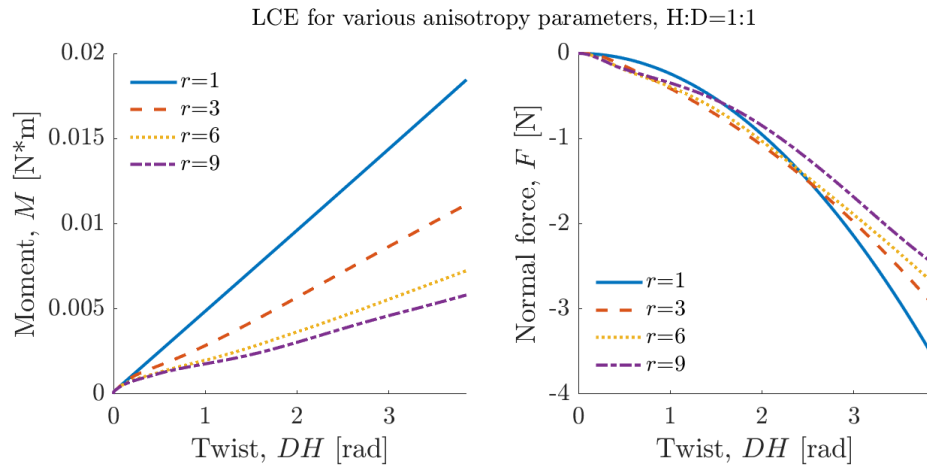 LCE for various anisotropy parameters, H:D=1:1
0.02
0.015
0.01
0.005
0
Moment, M [N*m]
r=1
r=3
r=6
r=9
0 1 2 3
Twist, DH [rad]
0
-1
-2
-3
-4
Normal force, F [N]
r=1
r=3
r=6
r=9
0 1 2 3
Twist, DH [rad]